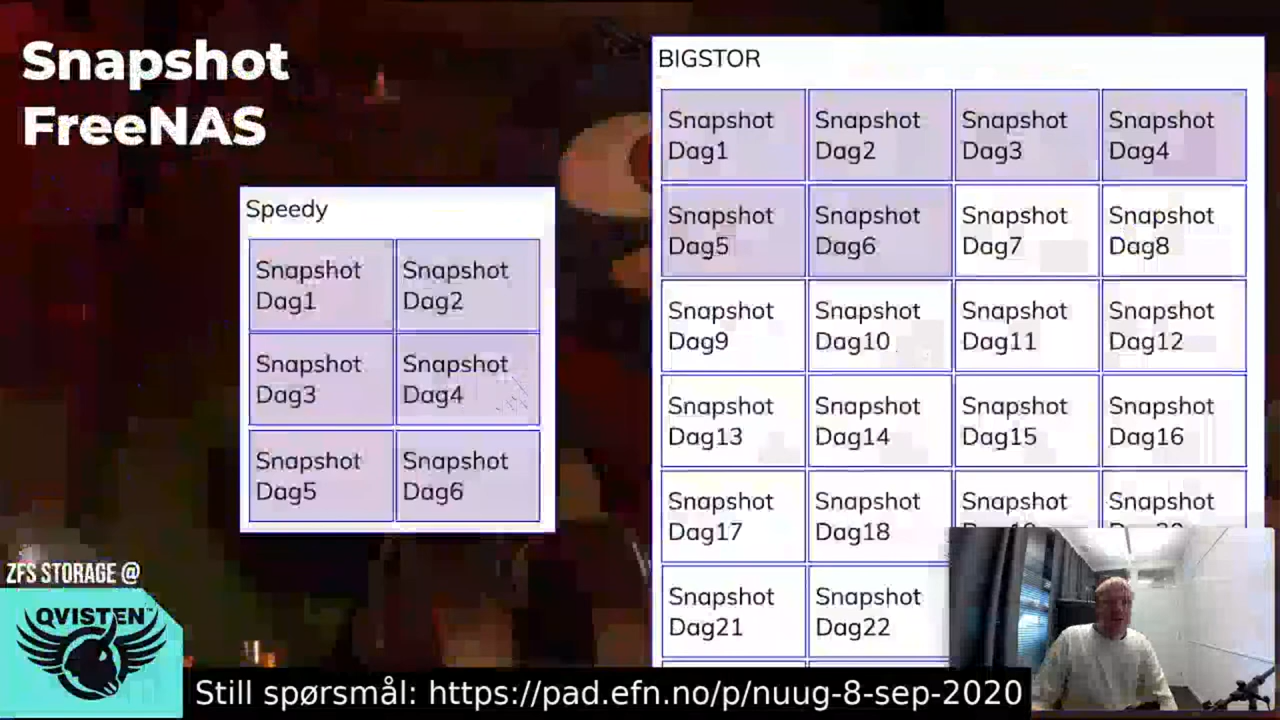 Snapshot
FreeNAS
Speedy
Snapshot
Dag1
Snapshot
Dag2
Snapshot
Dag3
Snapshot
Dag4
Snapshot
Dag5
Snapshot
Dag6
BIGSTOR
Snapshot
Dag1
Snapshot
Dag2
Snapshot
Dag3
Snapshot
Dag4
Snapshot
Dag5
Snapshot
Dag6
Snapshot
Dag7
Snapshot
Dag8
Snapshot
Dag9
Snapshot
Dag10
Snapshot
Dag11
Snapshot
Dag12
Snapshot
Dag13
Snapshot
Dag14
Snapshot
Dag15
Snapshot
Dag16
Snapshot
Dag17
Snapshot
Dag18
Snapshot
Snapshot
Snapshot
Dag21
Snapshot
Dag22
ZFS STORAGE @
QVISTEN™
Still spørsmål: https://pad.efn.no/p/nuug-8-sep-2020